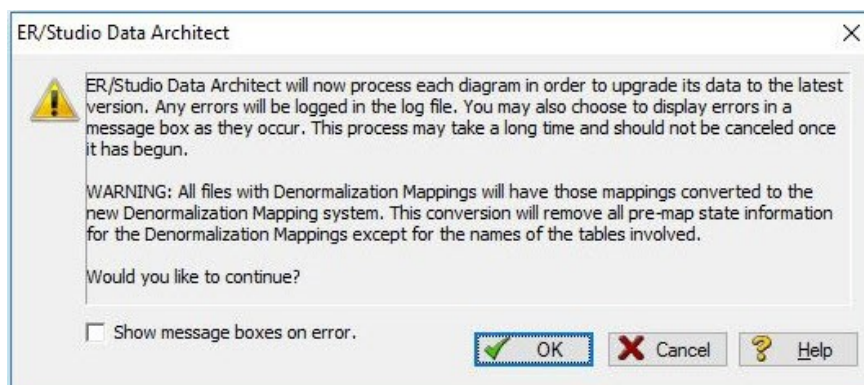 ER/Studio Data Architect
ER/Studio Data Architect will now process each diagram in order to upgrade its data to the latest
version. Any errors will be logged in the log file. You may also choose to display errors in a
message box as they occur. This process may take a long time and should not be canceled once
it has begun.
WARNING: All files with Denormalization Mappings will have those mappings converted to the
new Denormalization Mapping system. This conversion will remove all pre-map state information
for the Denormalization Mappings except for the names of the tables involved.
Would you like to continue?
Show message boxes on error.
OK
Cancel
Help